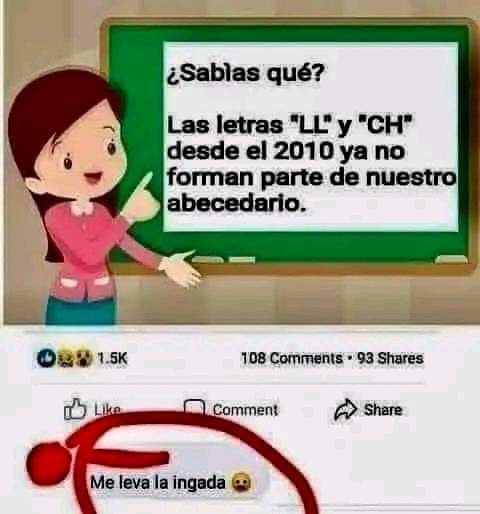 ¿Sabìas qué?
Las letras "LL" y "CH"
desde el 2010 ya no
forman parte de nuestro
abecedario.
1.5K
108 Comments • 93 Shares
Like
Comment
Share
Me leva la ingada 😦